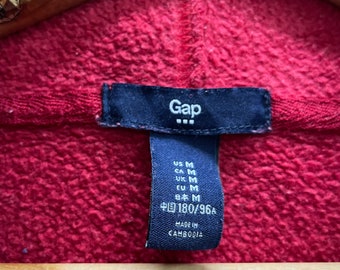 Gap
US M
CA M
UK M
EU M
日本 M
中国 180/96A
MADE IN
CAMBODIA